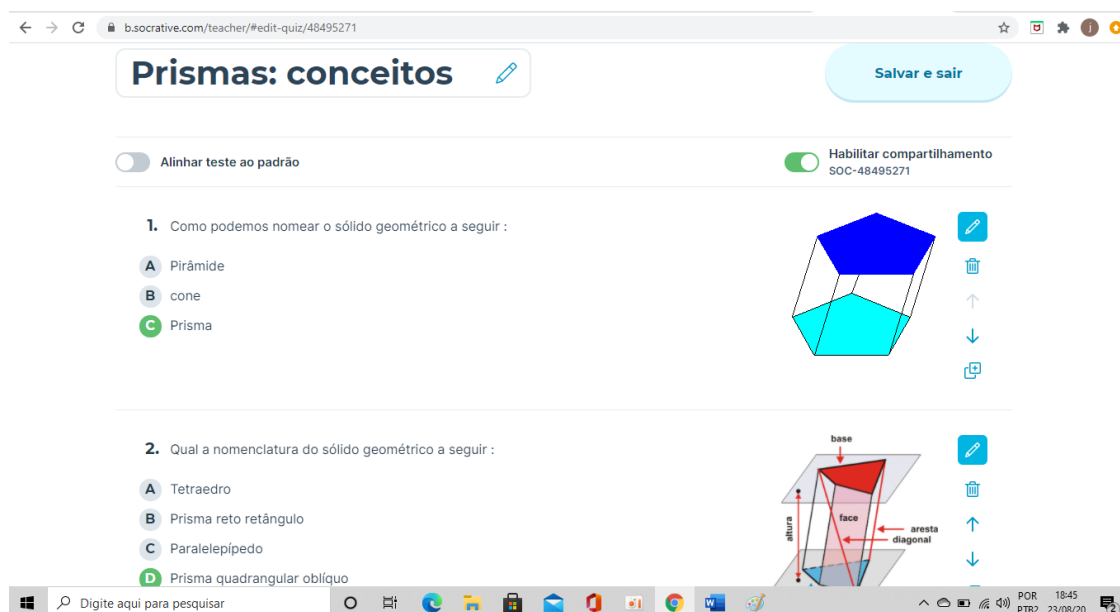 b.socrative.com/teacher/#edit-quiz/48495271
j
Prismas: conceitos
Salvar e sair
Alinhar teste ao padrão
Habilitar compartilhamento
SOC-48495271
1. Como podemos nomear o sólido geométrico a seguir :
A Pirâmide
B cone
C Prisma
2. Qual a nomenclatura do sólido geométrico a seguir :
A Tetraedro
B Prisma reto retângulo
C Paralelepípedo
D Prisma quadrangular oblíquo
base
altura
face
aresta
diagonal
Digite aqui para pesquisar
POR 18:45
PTB2 23/08/20
2